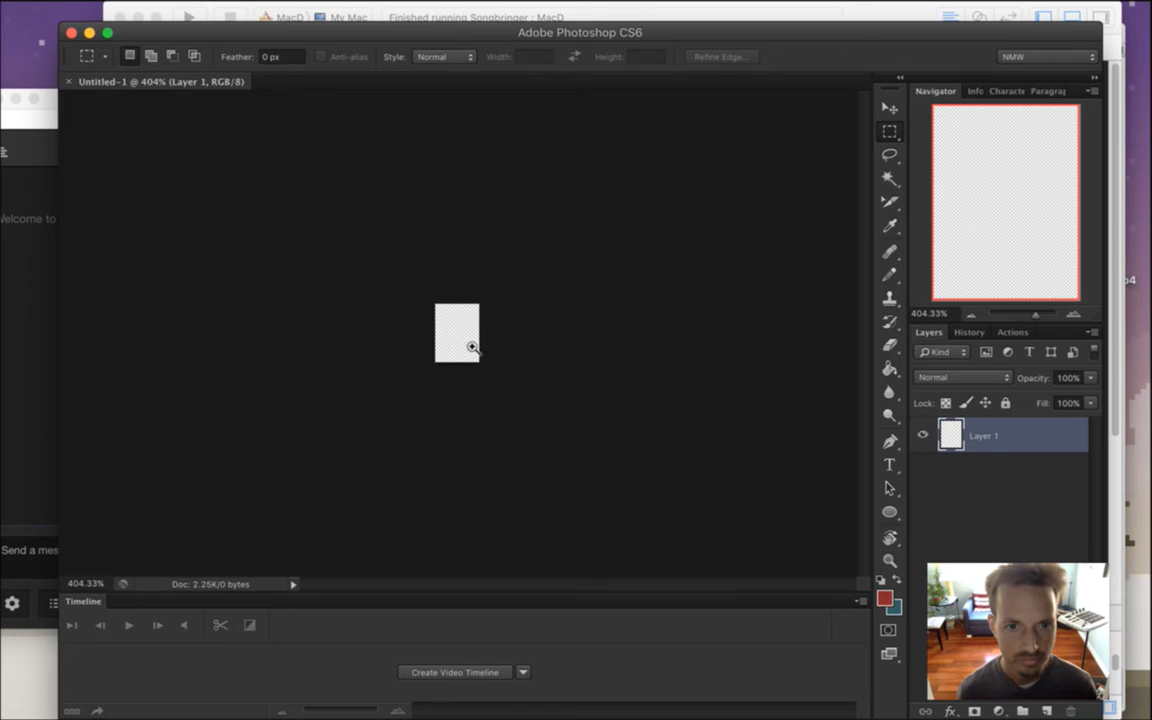 MacD
My Mac
Finished running Songbringer : MacD
Adobe Photoshop CS6
Feather:
0 px
Anti-alias
Style:
Normal
Width:
Height:
Refine Edge...
NMW
× Untitled-1 @ 404% (Layer 1, RGB/8)
Navigator
Info
Characte
Paragrap
Welcome to
p4
404.33%
Layers
History
Actions
Kind
Normal
Opacity:
100%
Lock:
Fill:
100%
Layer 1
Send a mes
404.33%
Doc: 2.25K/0 bytes
Timeline
Create Video Timeline
fx